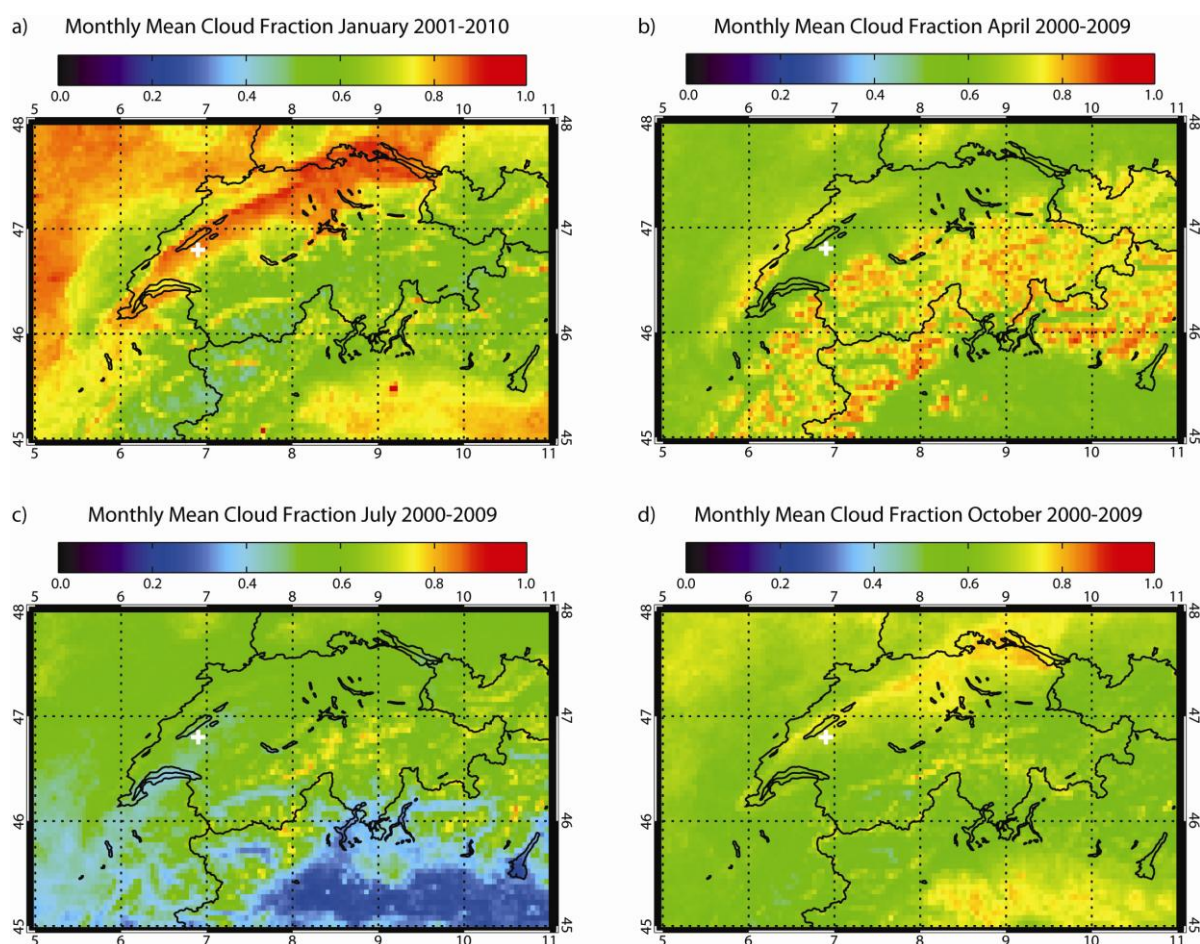 a) Monthly Mean Cloud Fraction January 2001-2010
0.0 0.2 0.4 0.6 0.8 1.0
5 6 7 8 9 10 11
48 48
47 47
46 46
45 45
5 6 7 8 9 10 11
b) Monthly Mean Cloud Fraction April 2000-2009
0.0 0.2 0.4 0.6 0.8 1.0
5 6 7 8 9 10 11
48 48
47 47
46 46
45 45
5 6 7 8 9 10 11
c) Monthly Mean Cloud Fraction July 2000-2009
0.0 0.2 0.4 0.6 0.8 1.0
5 6 7 8 9 10 11
48 48
47 47
46 46
45 45
5 6 7 8 9 10 11
d) Monthly Mean Cloud Fraction October 2000-2009
0.0 0.2 0.4 0.6 0.8 1.0
5 6 7 8 9 10 11
48 48
47 47
46 46
45 45
5 6 7 8 9 10 11